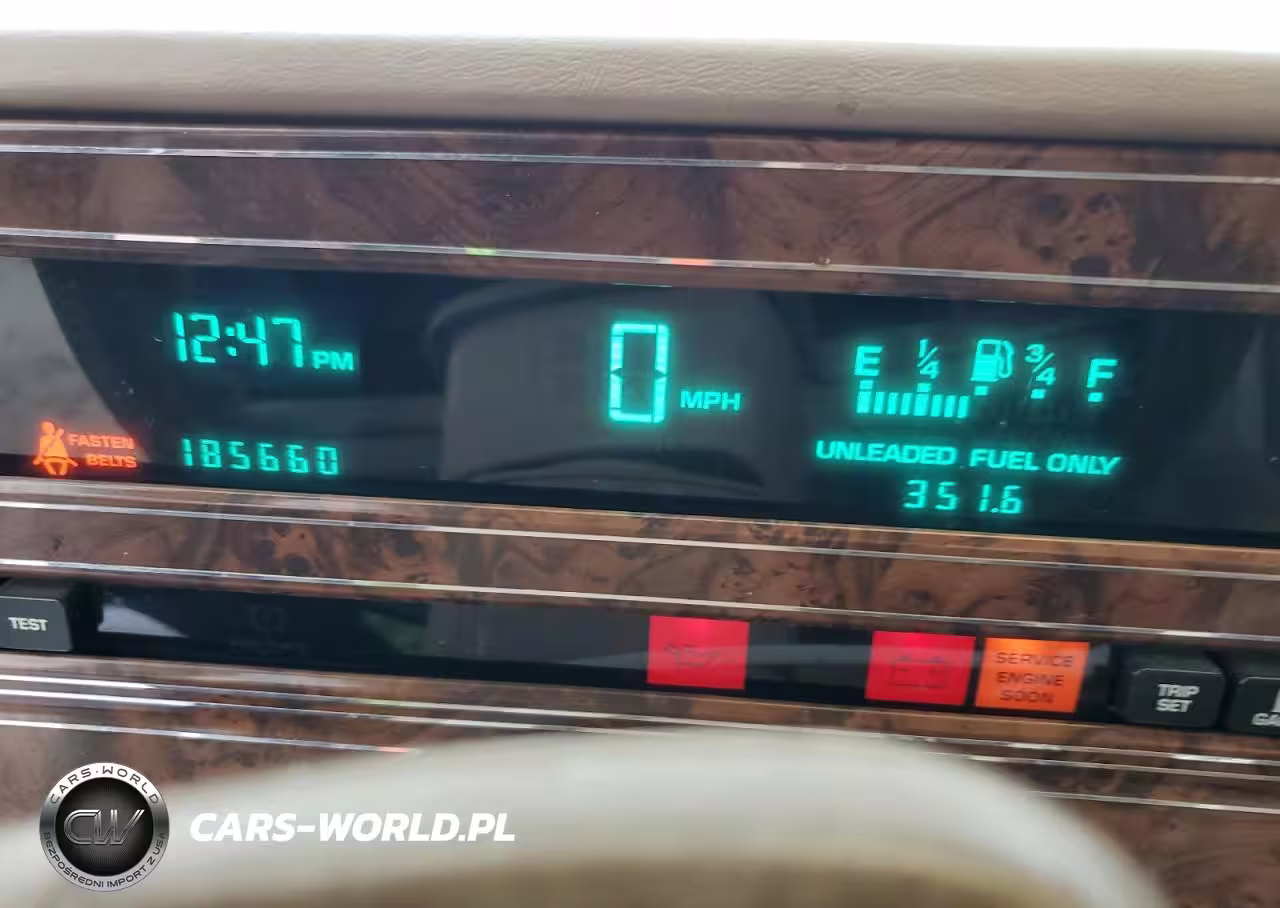 12:47 PM
0 MPH
E 1/4 3/4 F
FASTEN
BELTS
185660
UNLEADED FUEL ONLY
351.6
TEST
SERVICE
ENGINE
SOON
TRIP
SET
CARS-WORLD
CW
BEZPOŚREDNI IMPORT Z USA
CARS-WORLD.PL